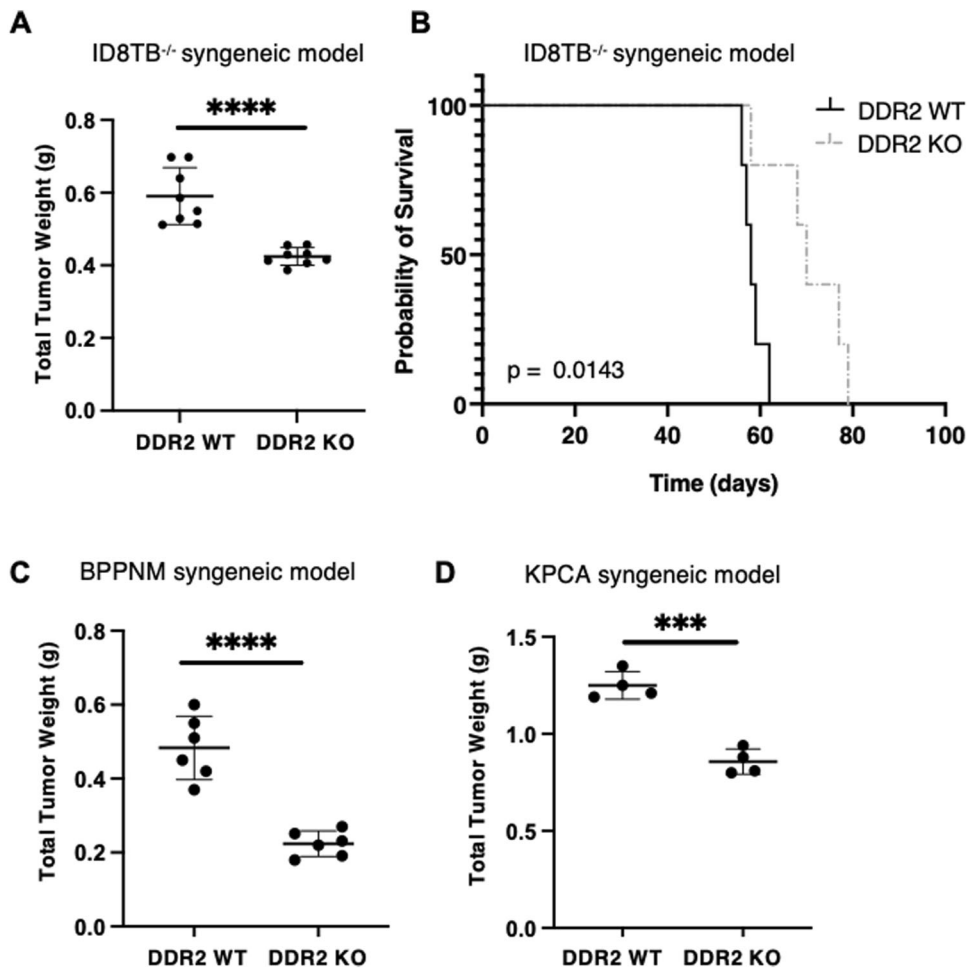 A
ID8TB-/- syngeneic model
****
Total Tumor Weight (g)
0.8
0.6
0.4
0.2
0.0
DDR2 WT DDR2 KO
B
ID8TB-/- syngeneic model
Probability of Survival
100
50
0
p = 0.0143
DDR2 WT
DDR2 KO
0 20 40 60 80 100
Time (days)
C
BPPNM syngeneic model
****
Total Tumor Weight (g)
0.8
0.6
0.4
0.2
0.0
DDR2 WT DDR2 KO
D
KPCA syngeneic model
***
Total Tumor Weight (g)
1.5
1.0
0.5
0.0
DDR2 WT DDR2 KO